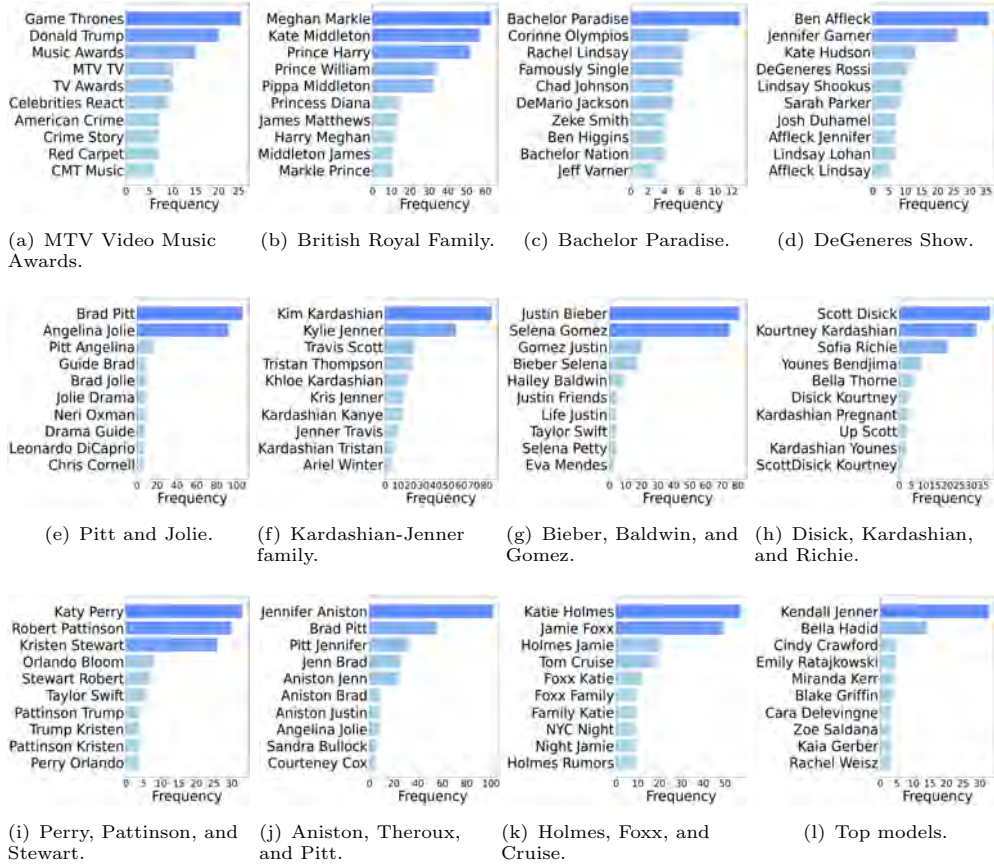 Game Thrones
Donald Trump
Music Awards
MTV TV
TV Awards
Celebrities React
American Crime
Crime Story
Red Carpet
CMT Music
0 5 10 15 20 25
Frequency
(a) MTV Video Music
Awards.
Meghan Markle
Kate Middleton
Prince Harry
Prince William
Pippa Middleton
Princess Diana
James Matthews
Harry Meghan
Middleton James
Markle Prince
0 10 20 30 40 50 60
Frequency
(b) British Royal Family.
Bachelor Paradise
Corinne Olympios
Rachel Lindsay
Famously Single
Chad Johnson
DeMario Jackson
Zeke Smith
Ben Higgins
Bachelor Nation
Jeff Varner
0 2 4 6 8 10 12
Frequency
(c) Bachelor Paradise.
Ben Affleck
Jennifer Garner
Kate Hudson
DeGeneres Rossi
Lindsay Shookus
Sarah Parker
Josh Duhamel
Affleck Jennifer
Lindsay Lohan
Affleck Lindsay
0 5 10 15 20 25 30 35
Frequency
(d) DeGeneres Show.
Brad Pitt
Angelina Jolie
Pitt Angelina
Guide Brad
Brad Jolie
Jolie Drama
Neri Oxman
Drama Guide
Leonardo DiCaprio
Chris Cornell
0 20 40 60 80 100
Frequency
(e) Pitt and Jolie.
Kim Kardashian
Kylie Jenner
Travis Scott
Tristan Thompson
Khloe Kardashian
Kris Jenner
Kardashian Kanye
Jenner Travis
Kardashian Tristan
Ariel Winter
0 10 20 30 40 50 60 70 80
Frequency
(f) Kardashian-Jenner
family.
Justin Bieber
Selena Gomez
Gomez Justin
Bieber Selena
Hailey Baldwin
Justin Friends
Life Justin
Taylor Swift
Selena Petty
Eva Mendes
0 10 20 30 40 50 60 70 80
Frequency
(g) Bieber, Baldwin, and
Gomez.
Scott Disick
Kourtney Kardashian
Sofia Richie
Younes Bendjima
Bella Thorne
Disick Kourtney
Kardashian Pregnant
Up Scott
Kardashian Younes
ScottDisick Kourtney
0 5 10 15 20 25 30 35
Frequency
(h) Disick, Kardashian,
and Richie.
Katy Perry
Robert Pattinson
Kristen Stewart
Orlando Bloom
Stewart Robert
Taylor Swift
Pattinson Trump
Trump Kristen
Pattinson Kristen
Perry Orlando
0 5 10 15 20 25 30
Frequency
(i) Perry, Pattinson, and
Stewart.
Jennifer Aniston
Brad Pitt
Pitt Jennifer
Jenn Brad
Aniston Jenn
Aniston Brad
Aniston Justin
Angelina Jolie
Sandra Bullock
Courteney Cox
0 20 40 60 80 100
Frequency
(j) Aniston, Theroux,
and Pitt.
Katie Holmes
Jamie Foxx
Holmes Jamie
Tom Cruise
Foxx Katie
Foxx Family
Family Katie
NYC Night
Night Jamie
Holmes Rumors
0 10 20 30 40 50
Frequency
(k) Holmes, Foxx, and
Cruise.
Kendall Jenner
Bella Hadid
Cindy Crawford
Emily Ratajkowski
Miranda Kerr
Blake Griffin
Cara Delevingne
Zoe Saldana
Kaia Gerber
Rachel Weisz
0 5 10 15 20 25 30
Frequency
(l) Top models.